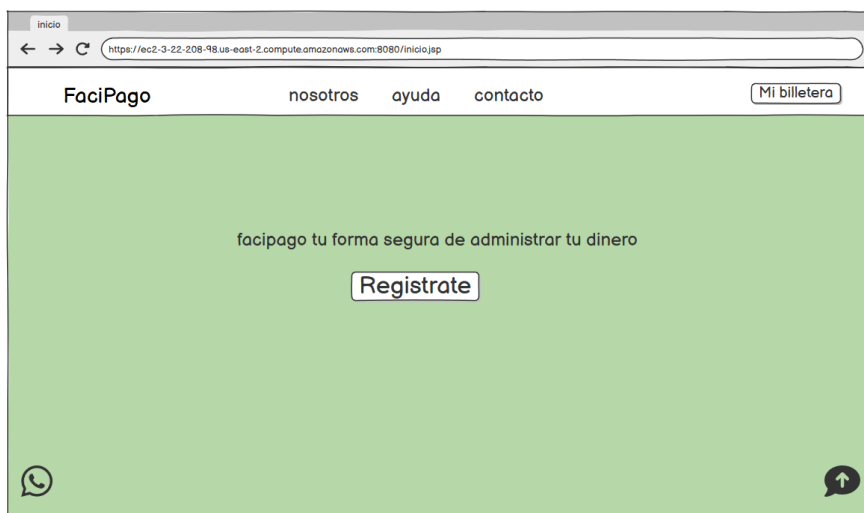 inicio
https://ec2-3-22-208-98.us-east-2.compute.amazonaws.com:8080/inicio.jsp
FaciPago nosotros ayuda contacto Mi billetera
facipago tu forma segura de administrar tu dinero
Registrate